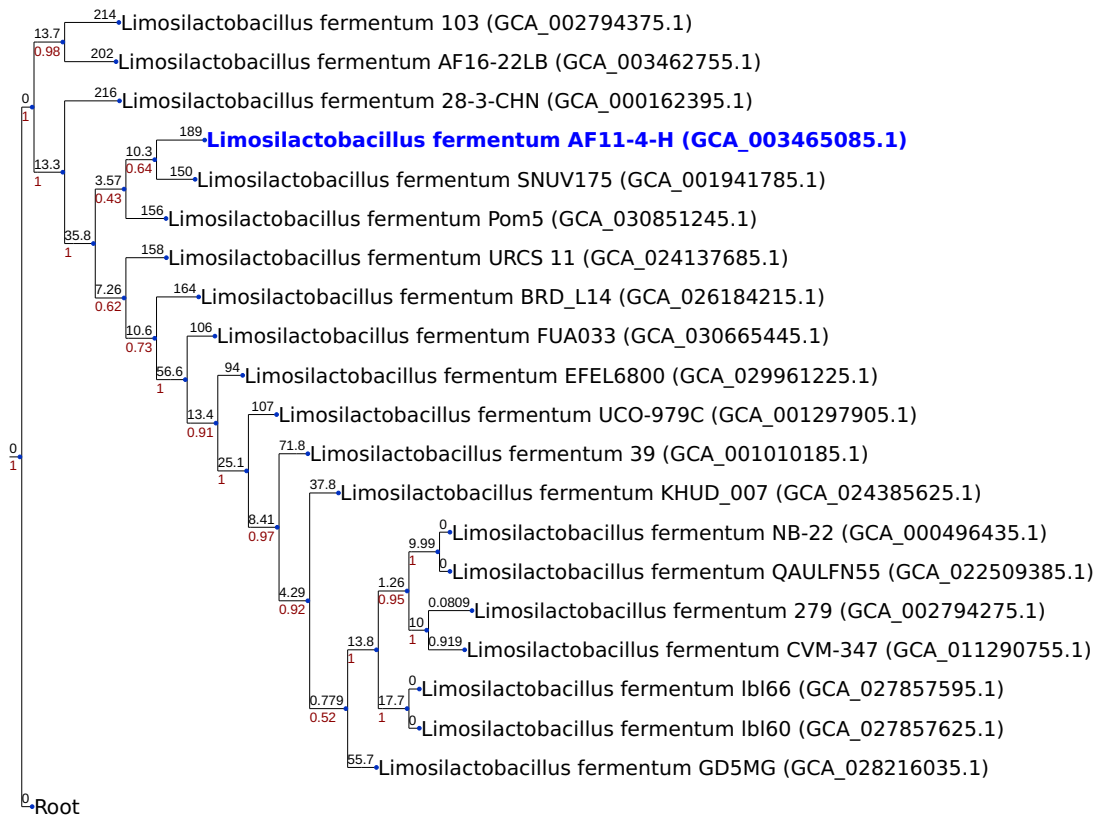 214 Limosilactobacillus fermentum 103 (GCA_002794375.1)
13.7
0.98
202 Limosilactobacillus fermentum AF16-22LB (GCA_003462755.1)
0
1
216 Limosilactobacillus fermentum 28-3-CHN (GCA_000162395.1)
189 Limosilactobacillus fermentum AF11-4-H (GCA_003465085.1)
10.3
0.64
13.3
1
150 Limosilactobacillus fermentum SNUV175 (GCA_001941785.1)
3.57
0.43
156 Limosilactobacillus fermentum Pom5 (GCA_030851245.1)
35.8
1
158 Limosilactobacillus fermentum URCS 11 (GCA_024137685.1)
7.26
0.62
164 Limosilactobacillus fermentum BRD_L14 (GCA_026184215.1)
10.6
0.73
106 Limosilactobacillus fermentum FUA033 (GCA_030665445.1)
56.6
1
94 Limosilactobacillus fermentum EFEL6800 (GCA_029961225.1)
13.4
0.91
107 Limosilactobacillus fermentum UCO-979C (GCA_001297905.1)
0
1
25.1
1
71.8 Limosilactobacillus fermentum 39 (GCA_001010185.1)
37.8 Limosilactobacillus fermentum KHUD_007 (GCA_024385625.1)
8.41
0.97
0 Limosilactobacillus fermentum NB-22 (GCA_000496435.1)
9.99
1
0 Limosilactobacillus fermentum QAULFN55 (GCA_022509385.1)
1.26
0.95
4.29
0.92
0.0809 Limosilactobacillus fermentum 279 (GCA_002794275.1)
10
1
0.919 Limosilactobacillus fermentum CVM-347 (GCA_011290755.1)
13.8
1
0 Limosilactobacillus fermentum lbl66 (GCA_027857595.1)
0.779
0.52
17.7
1
0 Limosilactobacillus fermentum lbl60 (GCA_027857625.1)
55.7 Limosilactobacillus fermentum GD5MG (GCA_028216035.1)
0 Root